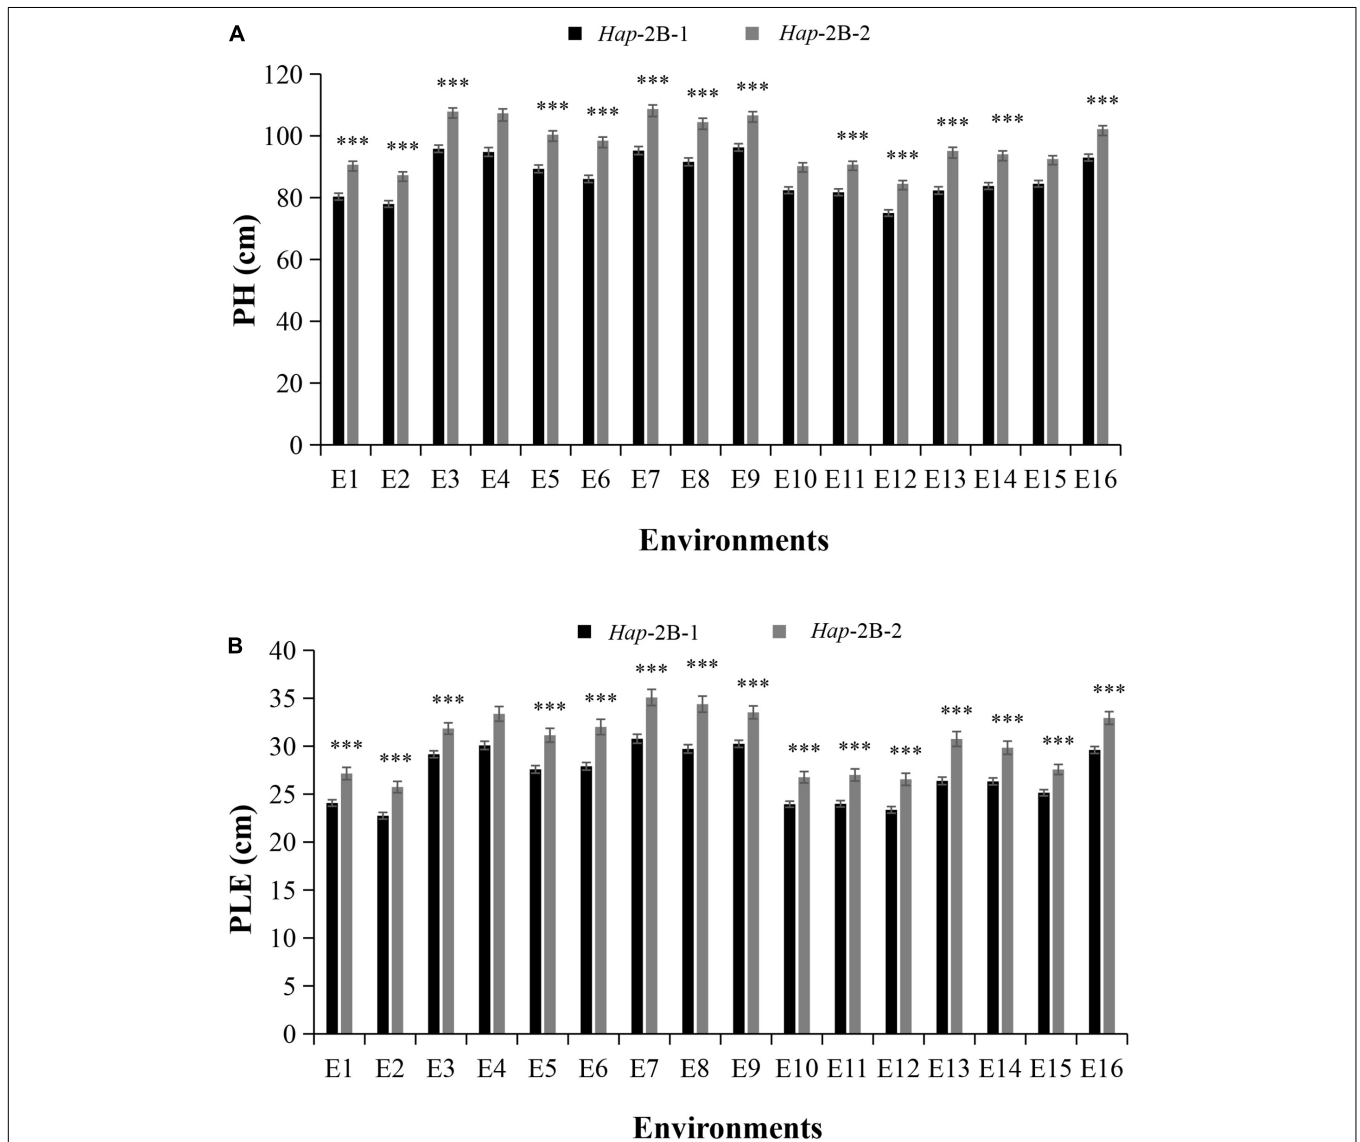 A
Hap-2B-1 Hap-2B-2
120
100
80
60
40
20
0
PH (cm)
*** *** *** *** *** *** *** *** *** *** *** *** ***
E1 E2 E3 E4 E5 E6 E7 E8 E9 E10 E11 E12 E13 E14 E15 E16
Environments
B
Hap-2B-1 Hap-2B-2
40
35
30
25
20
15
10
5
0
PLE (cm)
*** *** *** *** *** *** *** *** *** *** *** *** *** *** ***
E1 E2 E3 E4 E5 E6 E7 E8 E9 E10 E11 E12 E13 E14 E15 E16
Environments